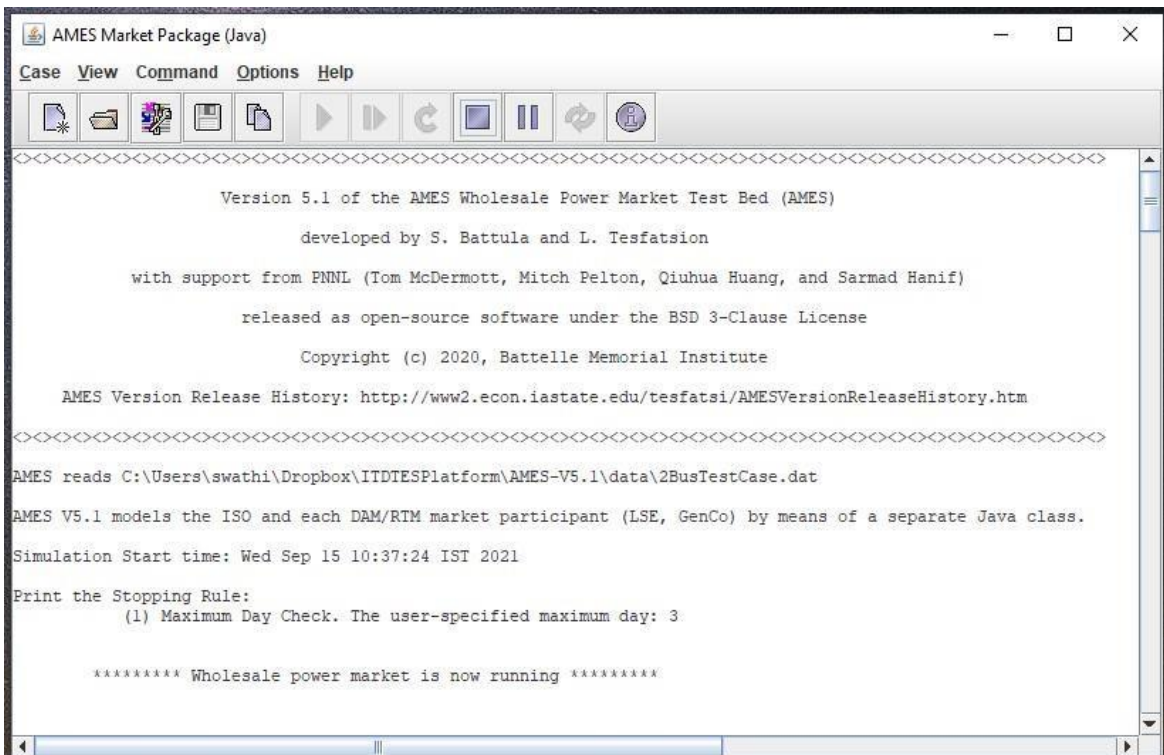 AMES Market Package (Java)
Case View Command Options Help
<><><><><><><><><><><><><><><><><><><><><><><><><><><><><><><><><><><><><><><><><><><><><><><><><><><><><><><>
Version 5.1 of the AMES Wholesale Power Market Test Bed (AMES)
developed by S. Battula and L. Tesfatsion
with support from PNNL (Tom McDermott, Mitch Pelton, Qiuhua Huang, and Sarmad Hanif)
released as open-source software under the BSD 3-Clause License
Copyright (c) 2020, Battelle Memorial Institute
AMES Version Release History: http://www2.econ.iastate.edu/tesfatsi/AMESVersionReleaseHistory.htm
<><><><><><><><><><><><><><><><><><><><><><><><><><><><><><><><><><><><><><><><><><><><><><><><><><><><><><><>
AMES reads C:\Users\swathi\Dropbox\ITDTESPlatform\AMES-V5.1\data\2BusTestCase.dat
AMES V5.1 models the ISO and each DAM/RTM market participant (LSE, GenCo) by means of a separate Java class.
Simulation Start time: Wed Sep 15 10:37:24 IST 2021
Print the Stopping Rule:
(1) Maximum Day Check. The user-specified maximum day: 3
********* Wholesale power market is now running *********